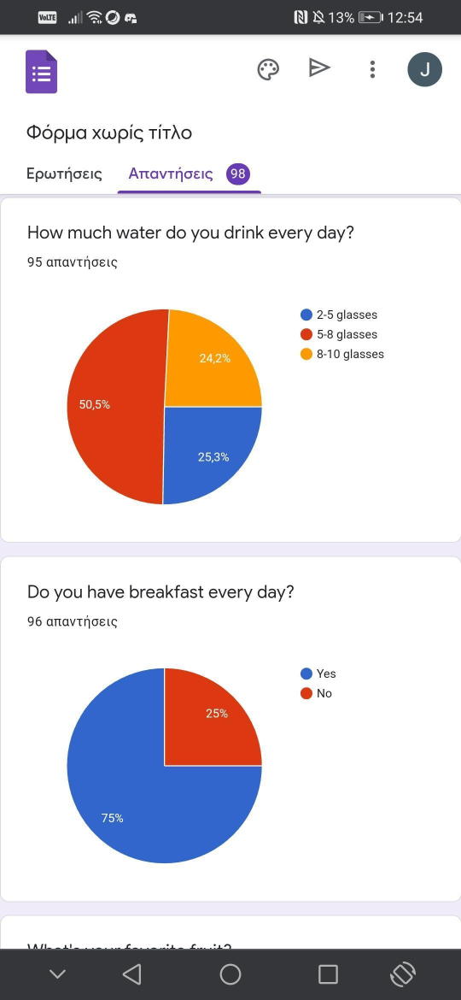 VoLTE 13% 12:54
J
Φόρμα χωρίς τίτλο
Ερωτήσεις Απαντήσεις 98
How much water do you drink every day?
95 απαντήσεις
2-5 glasses
5-8 glasses
8-10 glasses
24,2%
50,5%
25,3%
Do you have breakfast every day?
96 απαντήσεις
Yes
No
25%
75%
What's your favorite fruit?